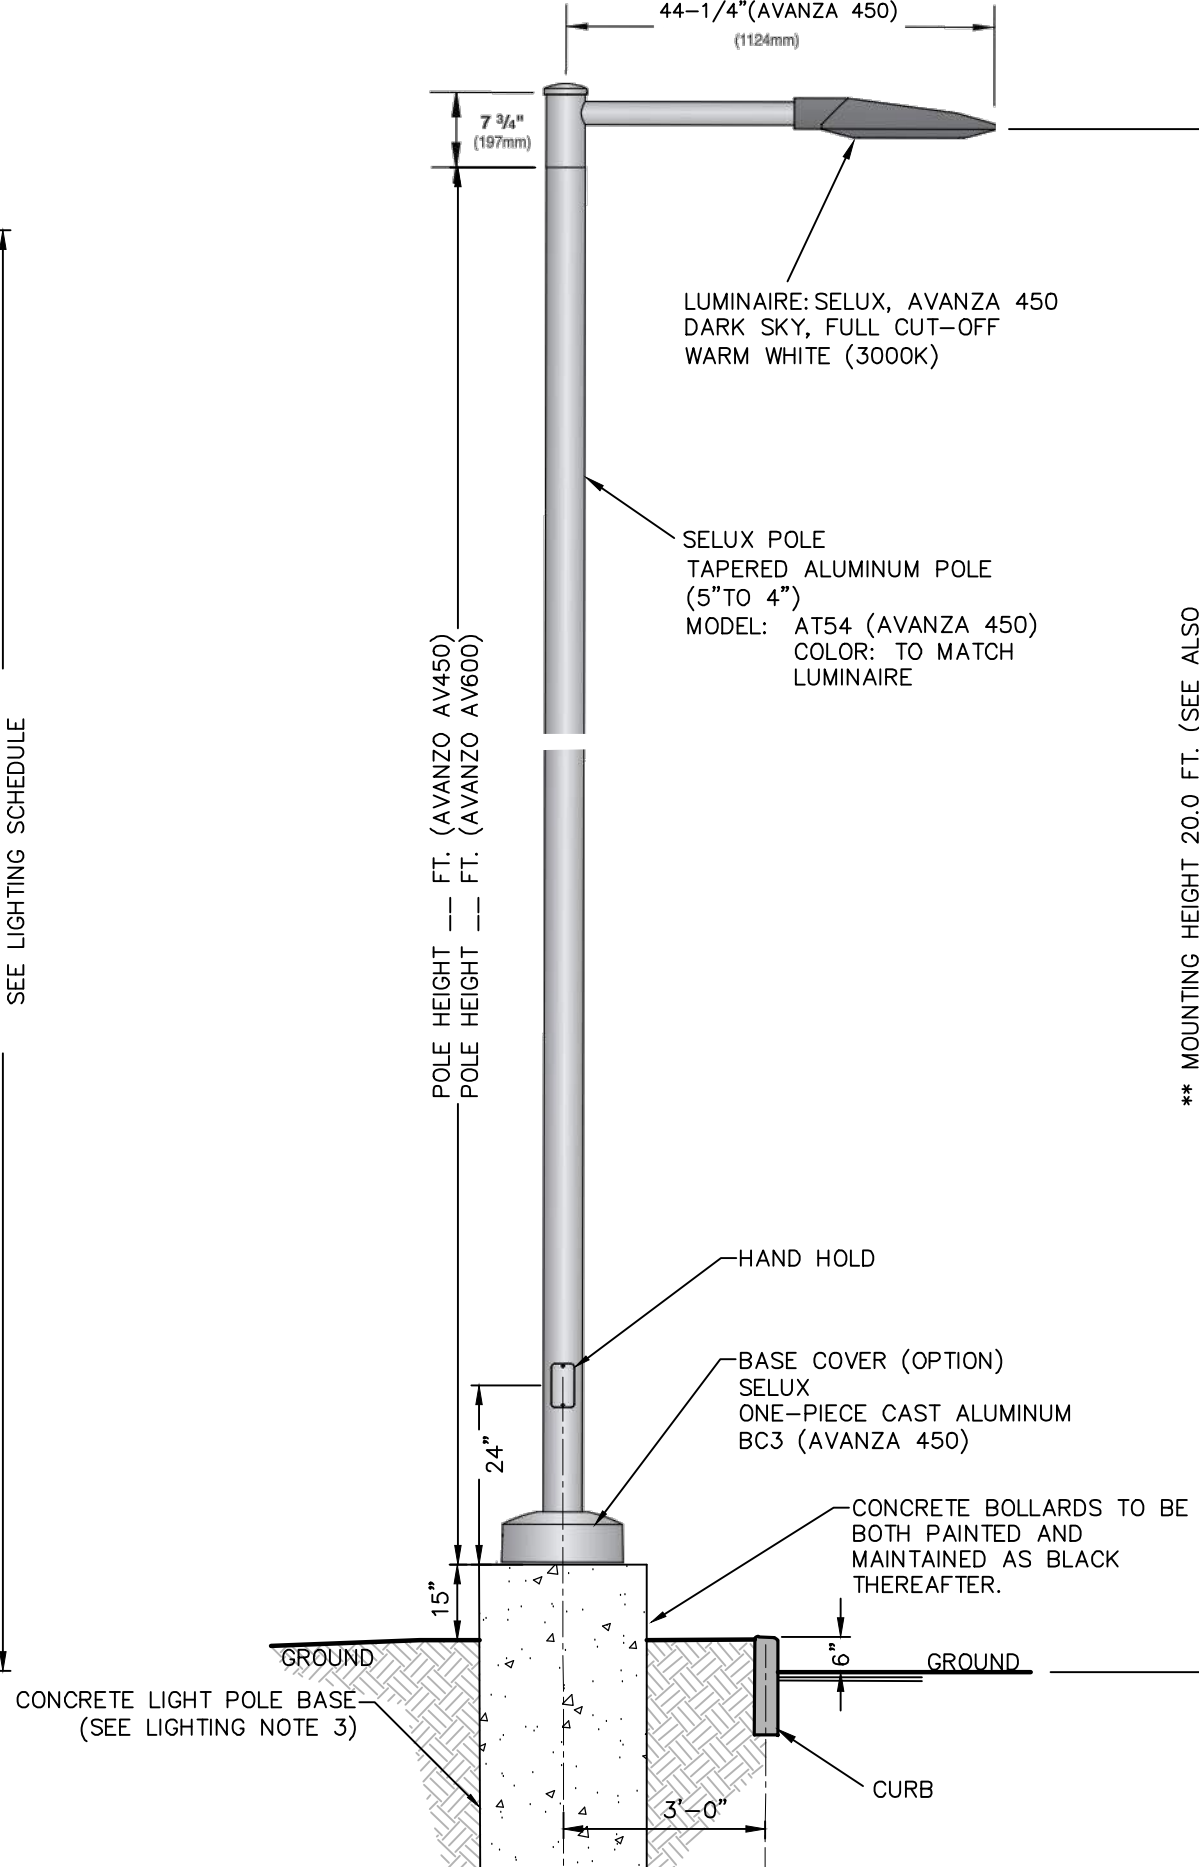 44-1/4"(AVANZA 450)
(1124mm)
7 3/4"
(197mm)
LUMINAIRE: SELUX, AVANZA 450
DARK SKY, FULL CUT-OFF
WARM WHITE (3000K)
SELUX POLE
TAPERED ALUMINUM POLE
(5"TO 4")
MODEL: AT54 (AVANZA 450)
COLOR: TO MATCH
LUMINAIRE
SEE LIGHTING SCHEDULE
POLE HEIGHT __ FT. (AVANZO AV450)
POLE HEIGHT __ FT. (AVANZO AV600)
** MOUNTING HEIGHT 20.0 FT. (SEE ALSO
HAND HOLD
BASE COVER (OPTION)
SELUX
ONE-PIECE CAST ALUMINUM
BC3 (AVANZA 450)
24"
CONCRETE BOLLARDS TO BE
BOTH PAINTED AND
MAINTAINED AS BLACK
THEREAFTER.
15"
6"
GROUND
GROUND
CONCRETE LIGHT POLE BASE
(SEE LIGHTING NOTE 3)
CURB
3'-0"